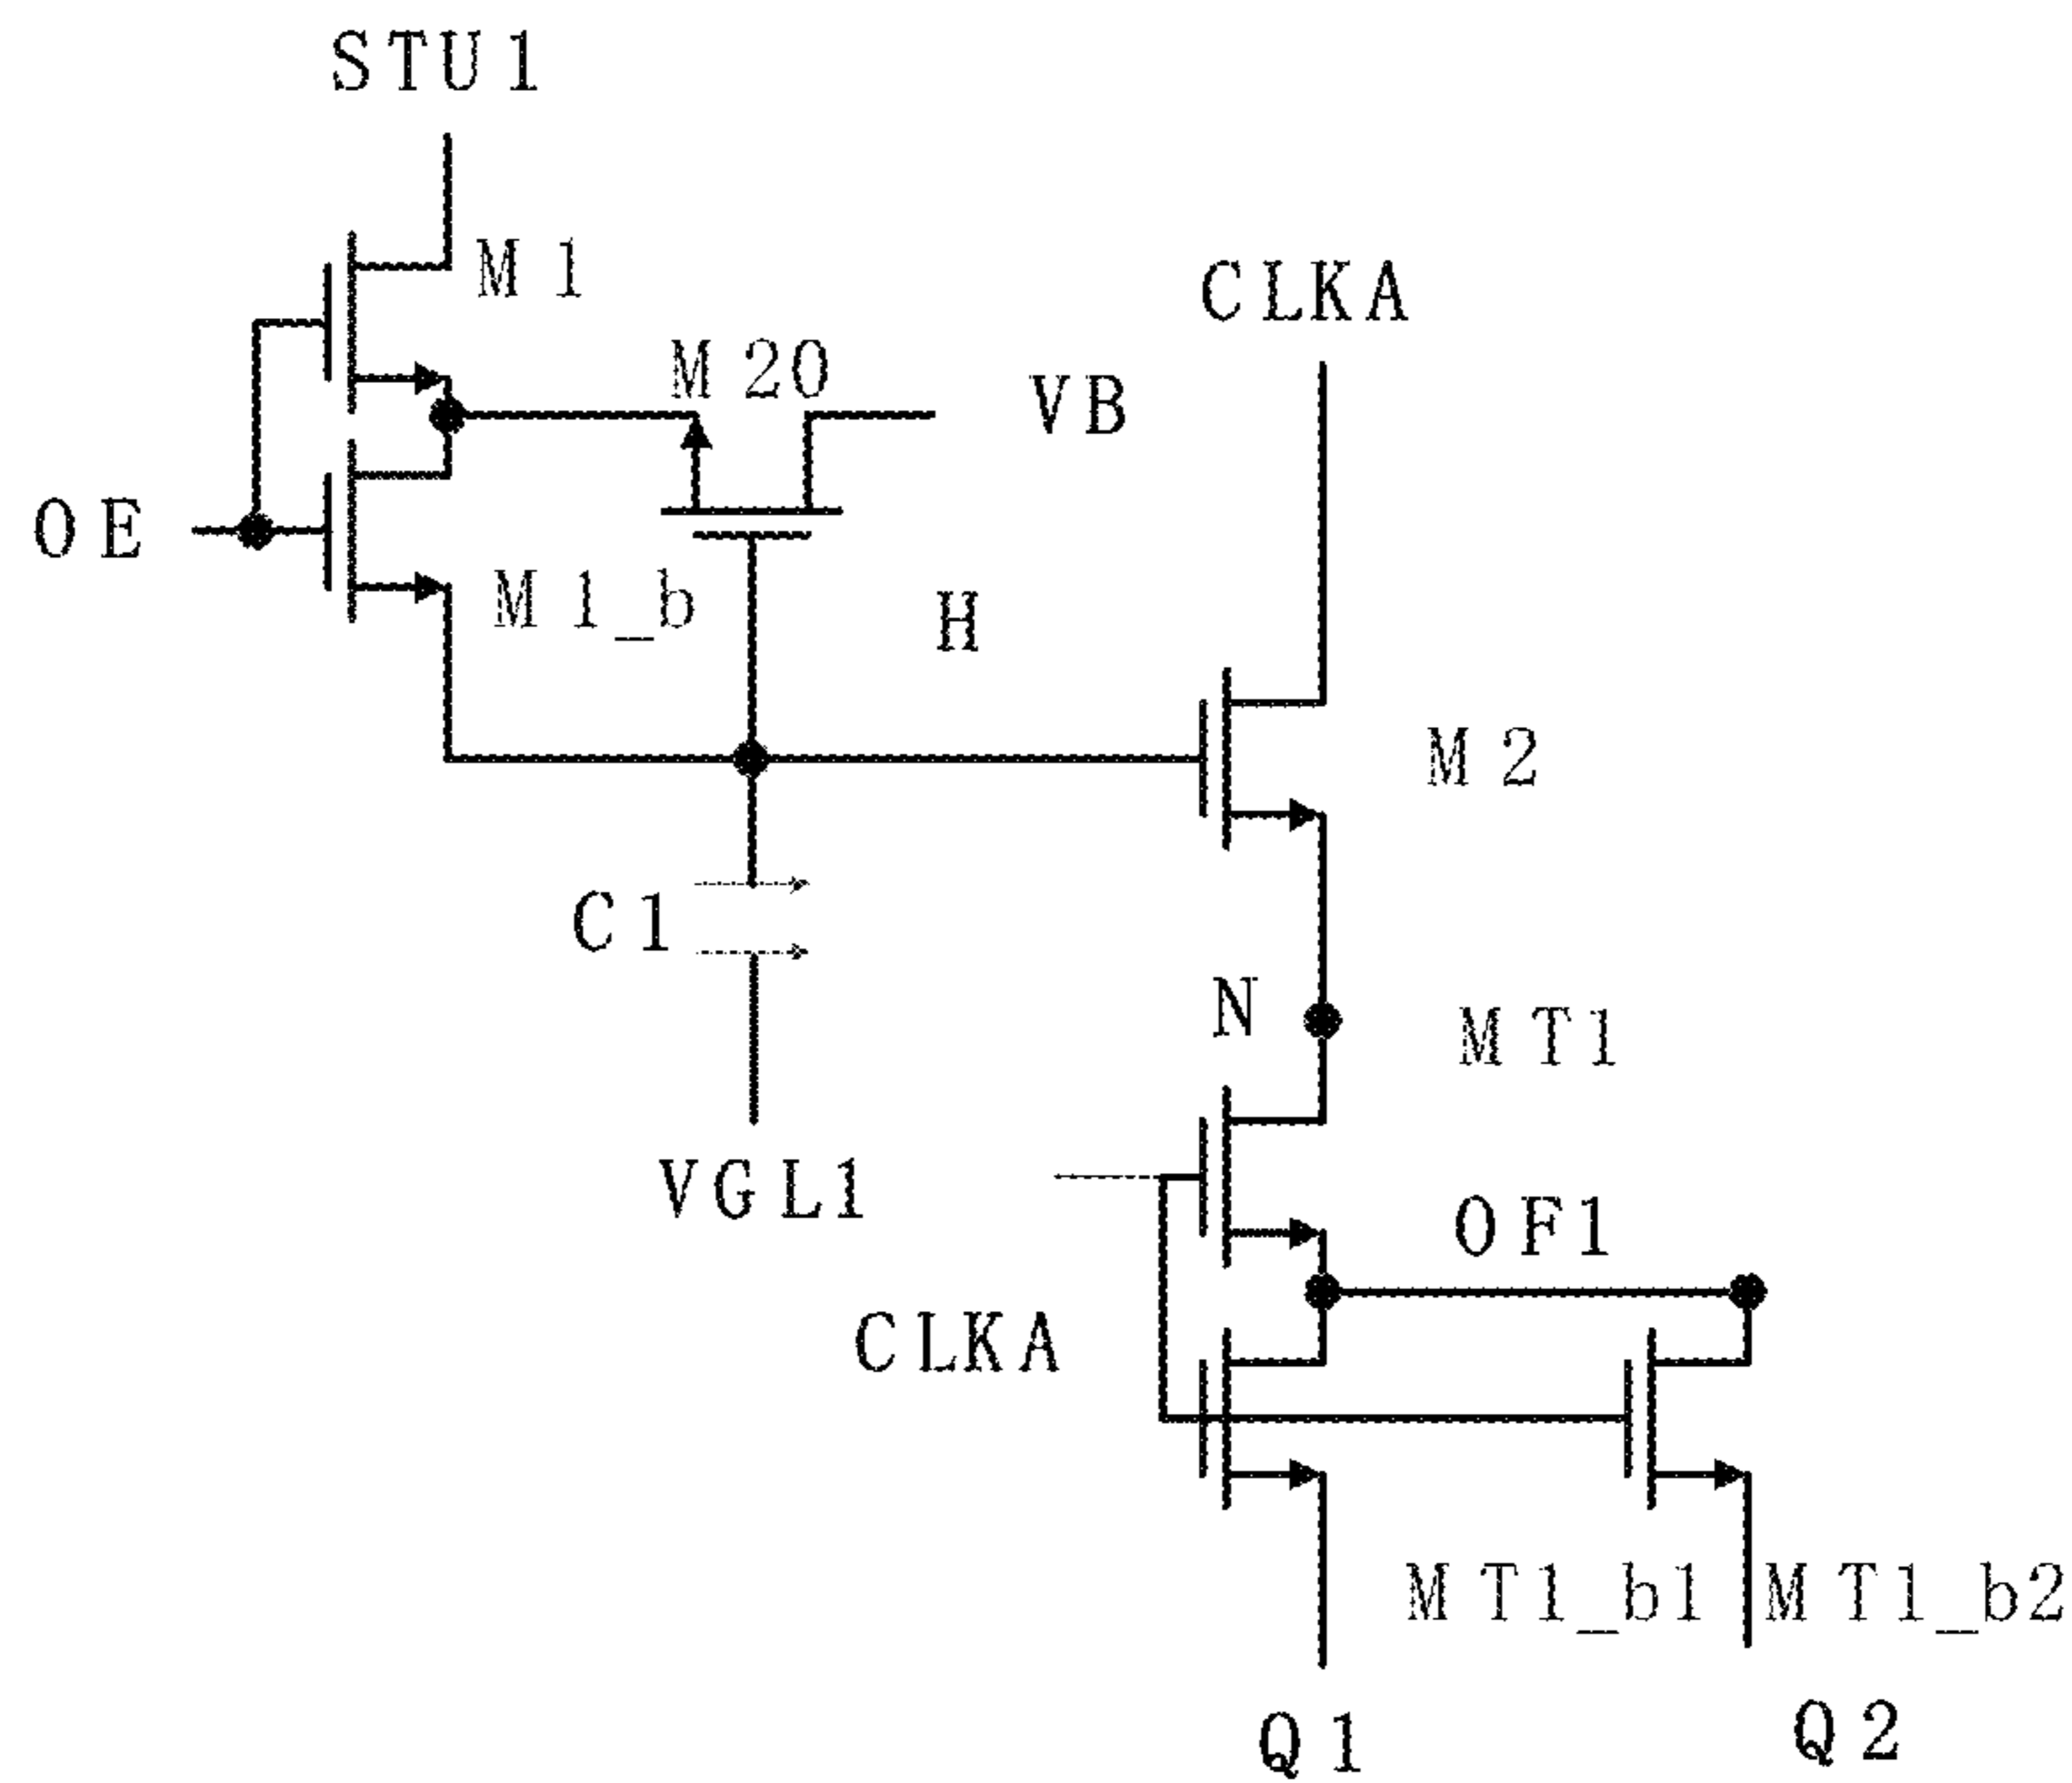 STU1
M1
CLKA
M20
VB
OE
M1_b
H
M2
C1
N
MT1
VGL1
OF1
CLKA
MT1_b1
MT1_b2
Q1
Q2